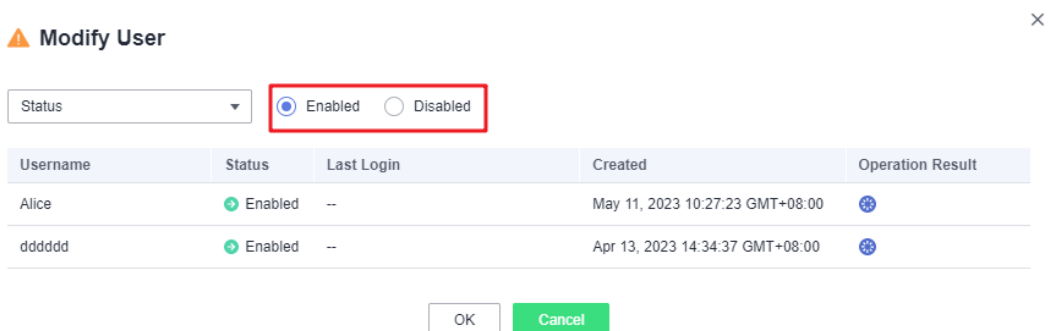 Modify User
Status Enabled Disabled
Username Status Last Login Created Operation Result
Alice Enabled -- May 11, 2023 10:27:23 GMT+08:00
dddddd Enabled -- Apr 13, 2023 14:34:37 GMT+08:00
OK Cancel